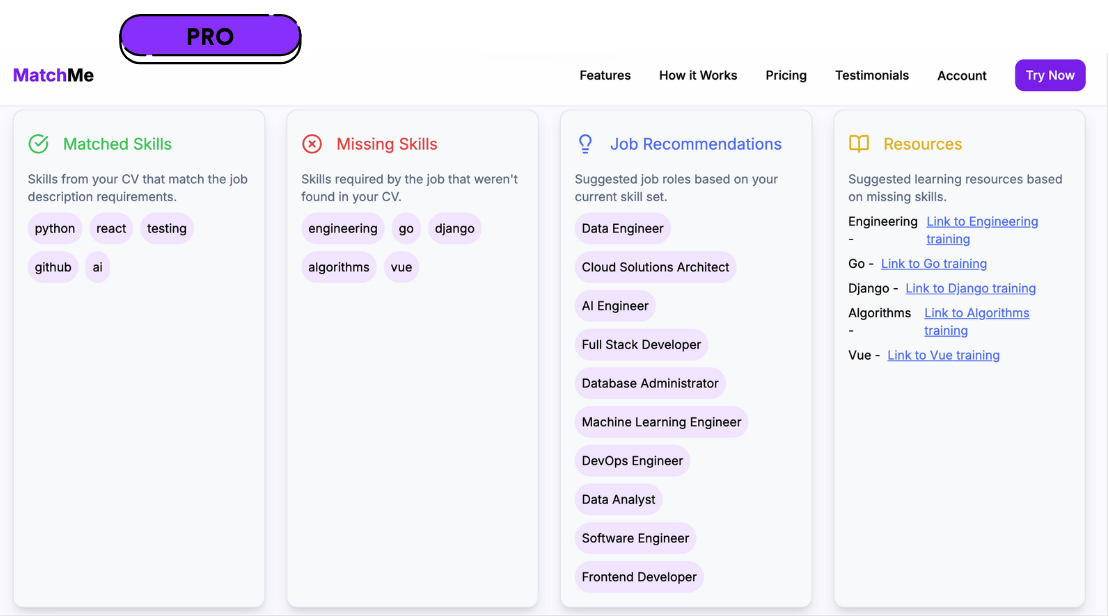 PRO
MatchMe
Features How it Works Pricing Testimonials Account Try Now
Matched Skills
Skills from your CV that match the job
description requirements.
python react testing
github ai
Missing Skills
Skills required by the job that weren't
found in your CV.
engineering go django
algorithms vue
Job Recommendations
Suggested job roles based on your
current skill set.
Data Engineer
Cloud Solutions Architect
AI Engineer
Full Stack Developer
Database Administrator
Machine Learning Engineer
DevOps Engineer
Data Analyst
Software Engineer
Frontend Developer
Resources
Suggested learning resources based
on missing skills.
Engineering Link to Engineering
- training
Go - Link to Go training
Django - Link to Django training
Algorithms Link to Algorithms
- training
Vue - Link to Vue training